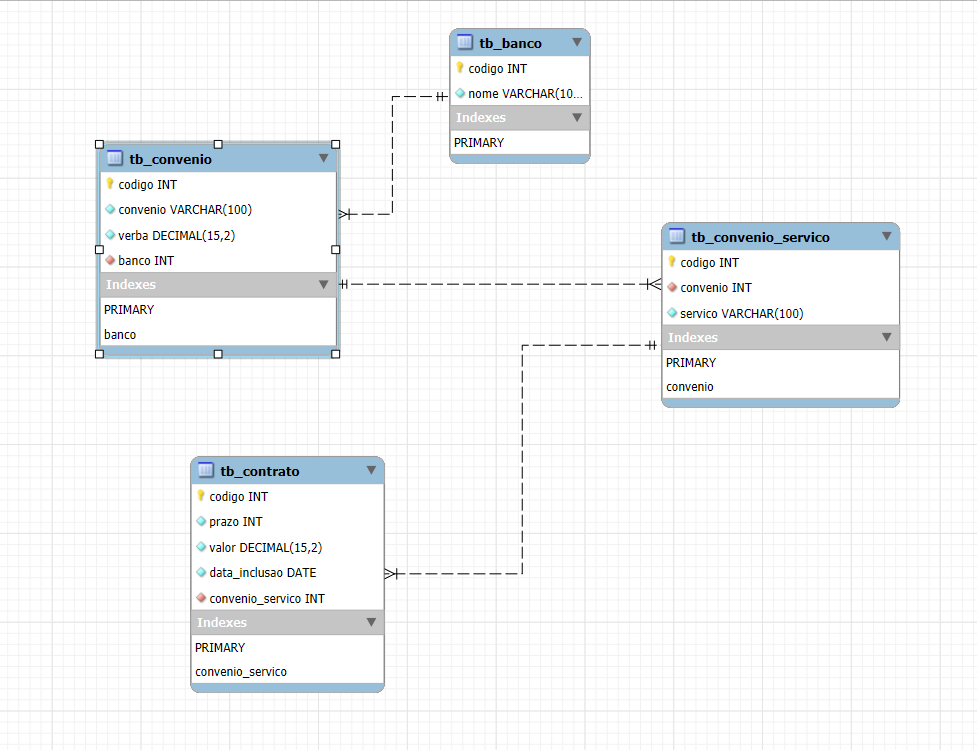 tb_banco
codigo INT
nome VARCHAR(10...
Indexes
PRIMARY
tb_convenio
codigo INT
convenio VARCHAR(100)
verba DECIMAL(15,2)
banco INT
Indexes
PRIMARY
banco
tb_convenio_servico
codigo INT
convenio INT
servico VARCHAR(100)
Indexes
PRIMARY
convenio
tb_contrato
codigo INT
prazo INT
valor DECIMAL(15,2)
data_inclusao DATE
convenio_servico INT
Indexes
PRIMARY
convenio_servico